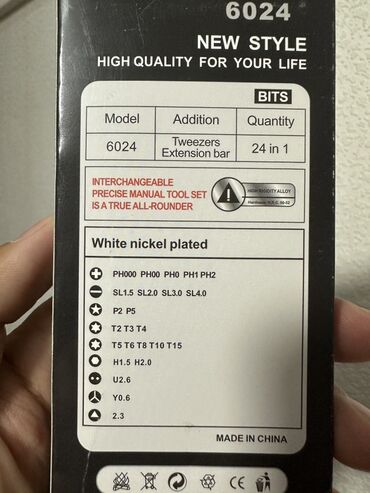 6024
NEW STYLE
HIGH QUALITY FOR YOUR LIFE
BITS
Model Addition Quantity
6024 Tweezers Extension bar 24 in 1
INTERCHANGEABLE
PRECISE MANUAL TOOL SET
IS A TRUE ALL-ROUNDER
HIGH RIGIDITY ALLOY
White nickel plated
PH000 PH00 PH0 PH1 PH2
SL1.5 SL2.0 SL3.0 SL4.0
P2 P5
T2 T3 T4
T5 T6 T8 T10 T15
H1.5 H2.0
U2.6
Y0.6
2.3
MADE IN CHINA
CE